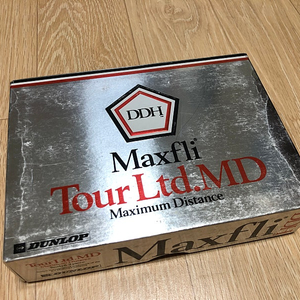 DDH
Maxfli
Tour Ltd.MD
Maximum Distance
DUNLOP
Maxfli
Tour Ltd.MD